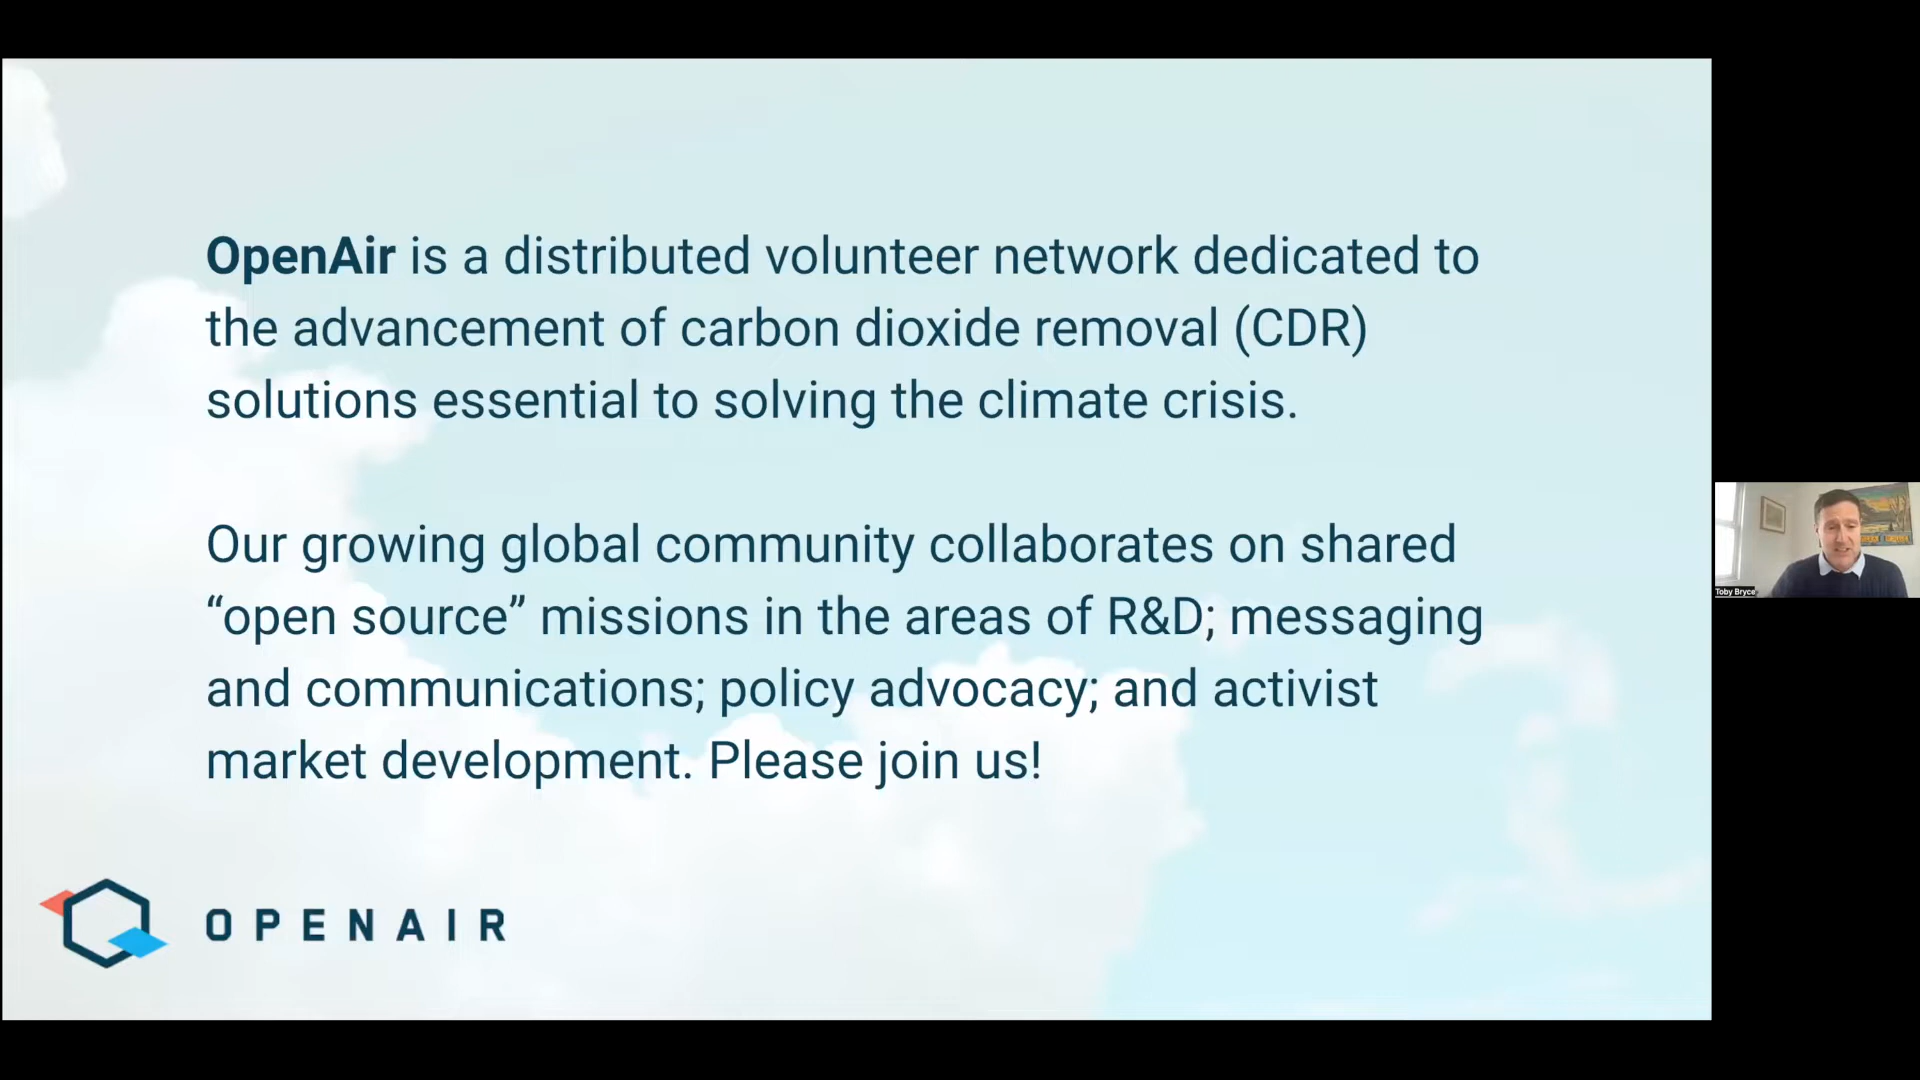 OpenAir is a distributed volunteer network dedicated to
the advancement of carbon dioxide removal (CDR)
solutions essential to solving the climate crisis.
Our growing global community collaborates on shared
“open source” missions in the areas of R&D; messaging
and communications; policy advocacy; and activist
market development. Please join us!
OPENAIR
Toby Bryce